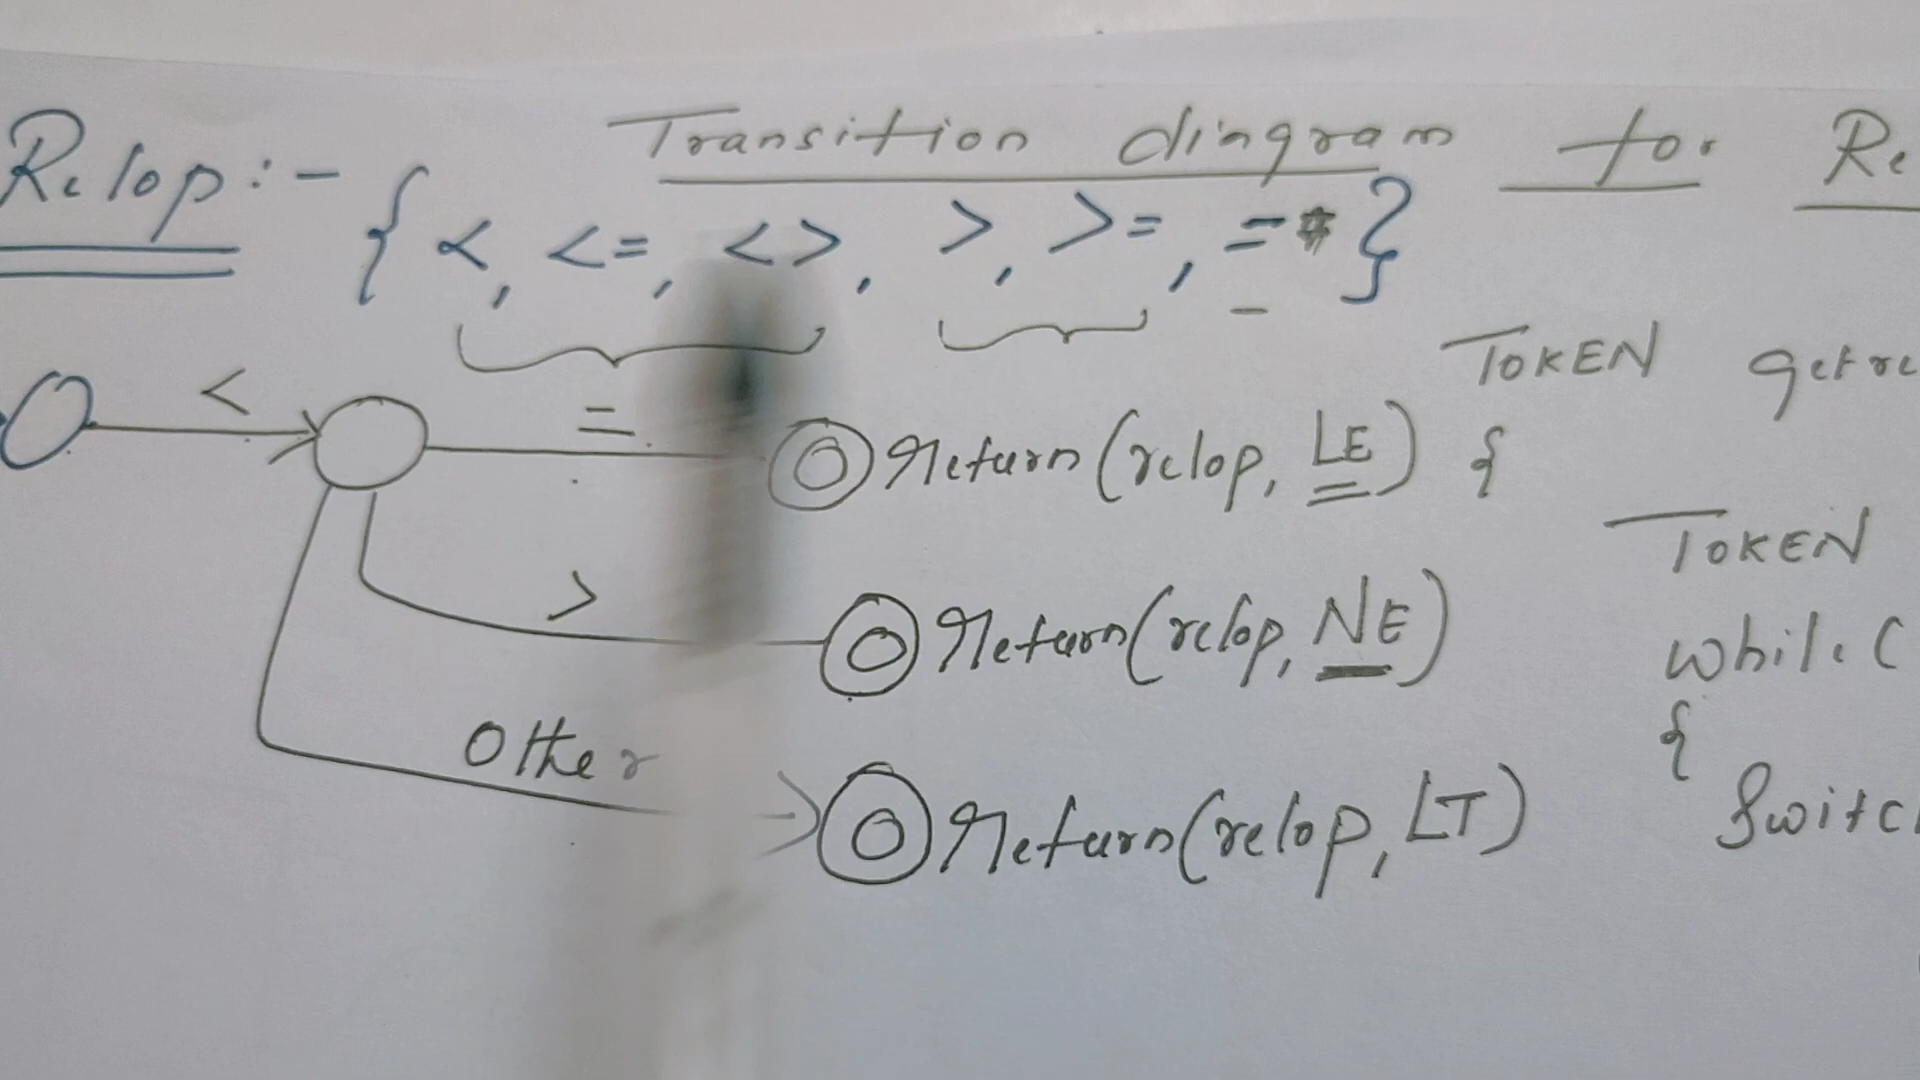 Transition diagram for Re
Relop:- { <, <=, <>, >, >=, = }
TOKEN getre
< = return (relop, LE) {
TOKEN
> return (relop, NE)
while (
{
Other return (relop, LT)
Switch